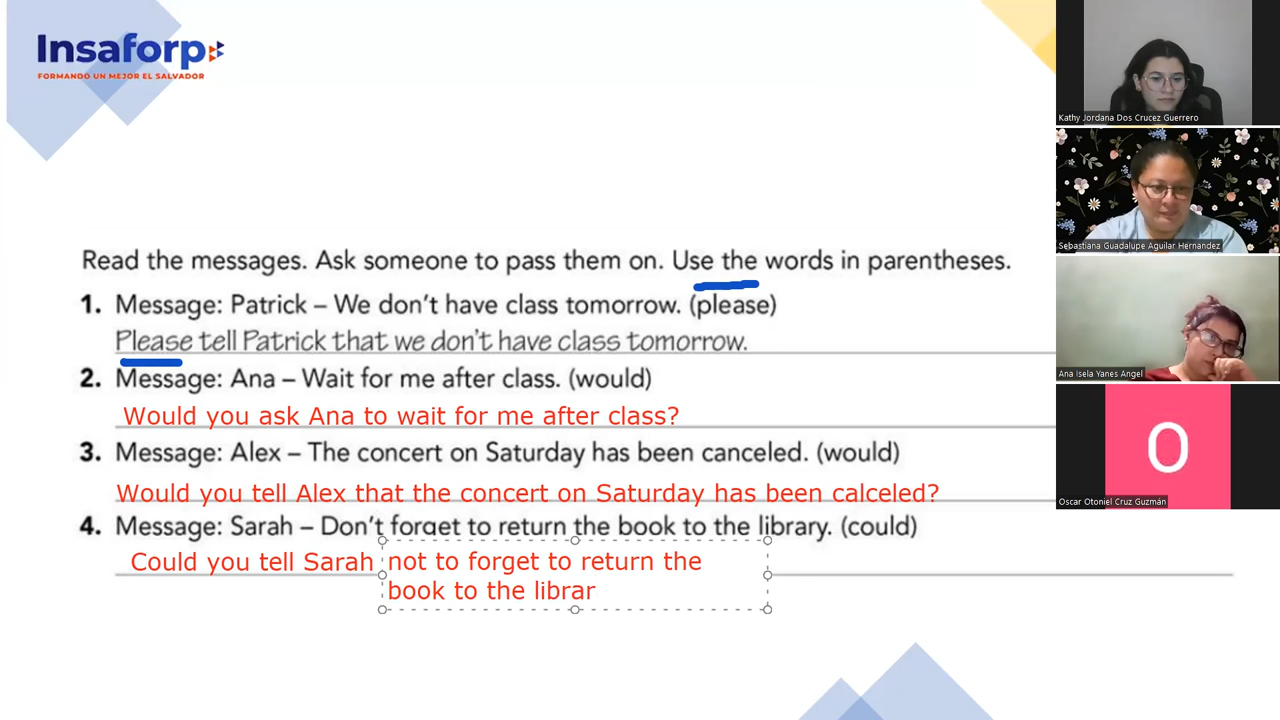 Insaforp
FORMANDO UN MEJOR EL SALVADOR
Read the messages. Ask someone to pass them on. Use the words in parentheses.
1. Message: Patrick – We don't have class tomorrow. (please)
Please tell Patrick that we don't have class tomorrow.
2. Message: Ana – Wait for me after class. (would)
Would you ask Ana to wait for me after class?
3. Message: Alex – The concert on Saturday has been canceled. (would)
Would you tell Alex that the concert on Saturday has been calceled?
4. Message: Sarah – Don't forget to return the book to the library. (could)
Could you tell Sarah not to forget to return the
book to the librar
Kathy Jordana Dos Crucez Guerrero
Sebastiana Guadalupe Aguilar Hernandez
Ana Isela Yanes Angel
O
Oscar Otoniel Cruz Guzmán